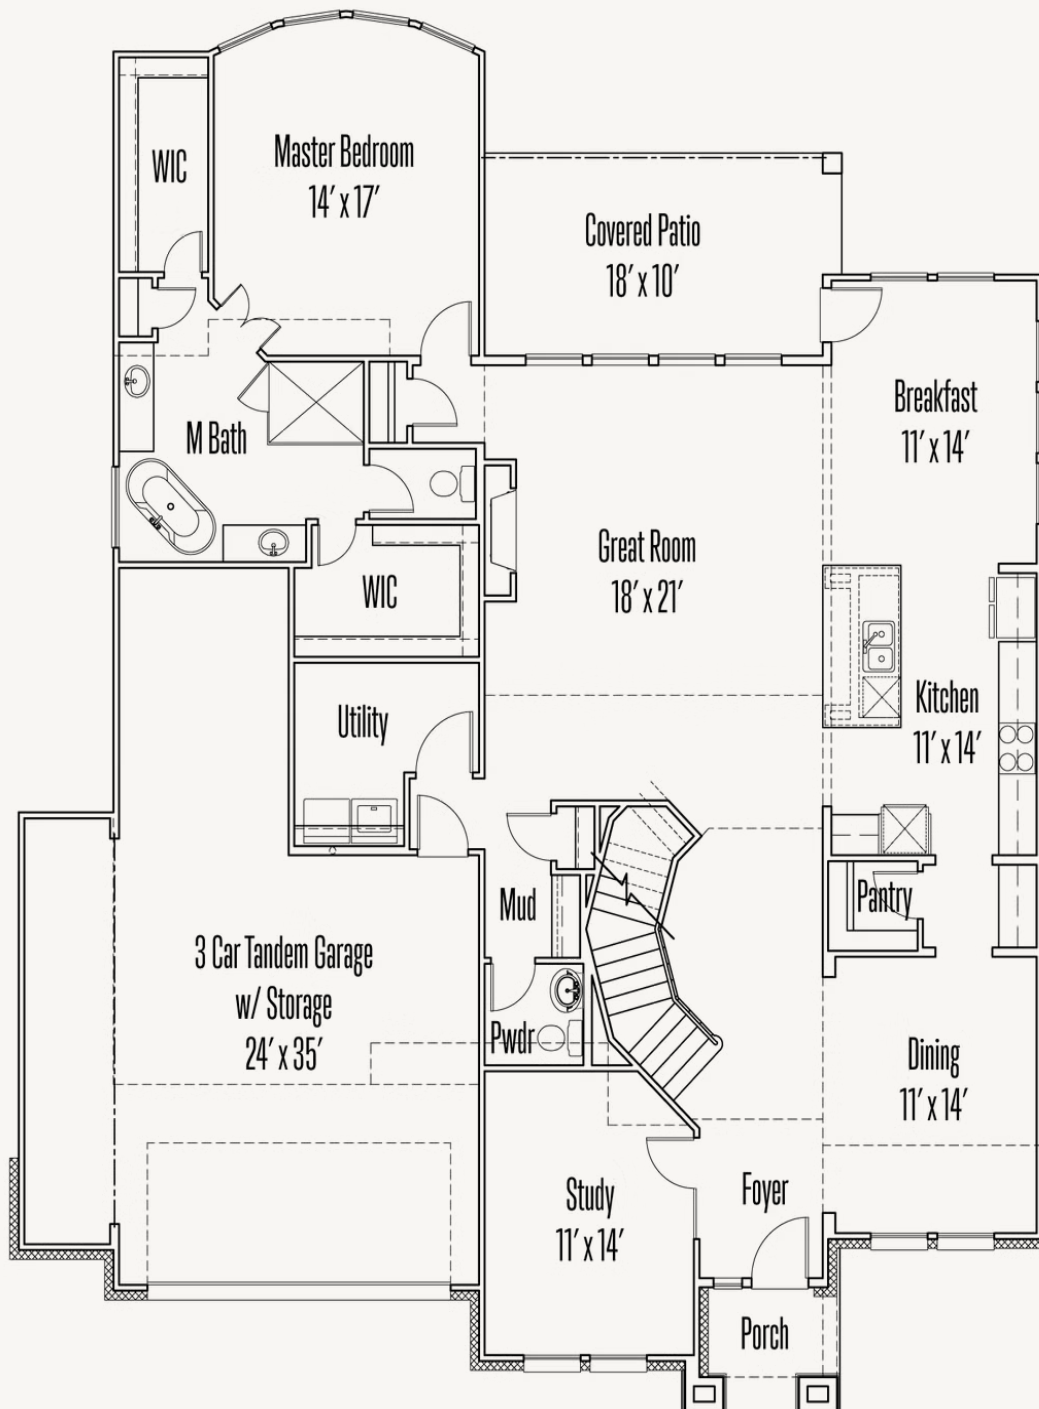 WIC
Master Bedroom
14' x 17'
Covered Patio
18' x 10'
Breakfast
11' x 14'
M Bath
Great Room
18' x 21'
WIC
Kitchen
11' x 14'
Utility
Pantry
Mud
3 Car Tandem Garage
w/ Storage
24' x 35'
Pwdr
Dining
11' x 14'
Study
11' x 14'
Foyer
Porch